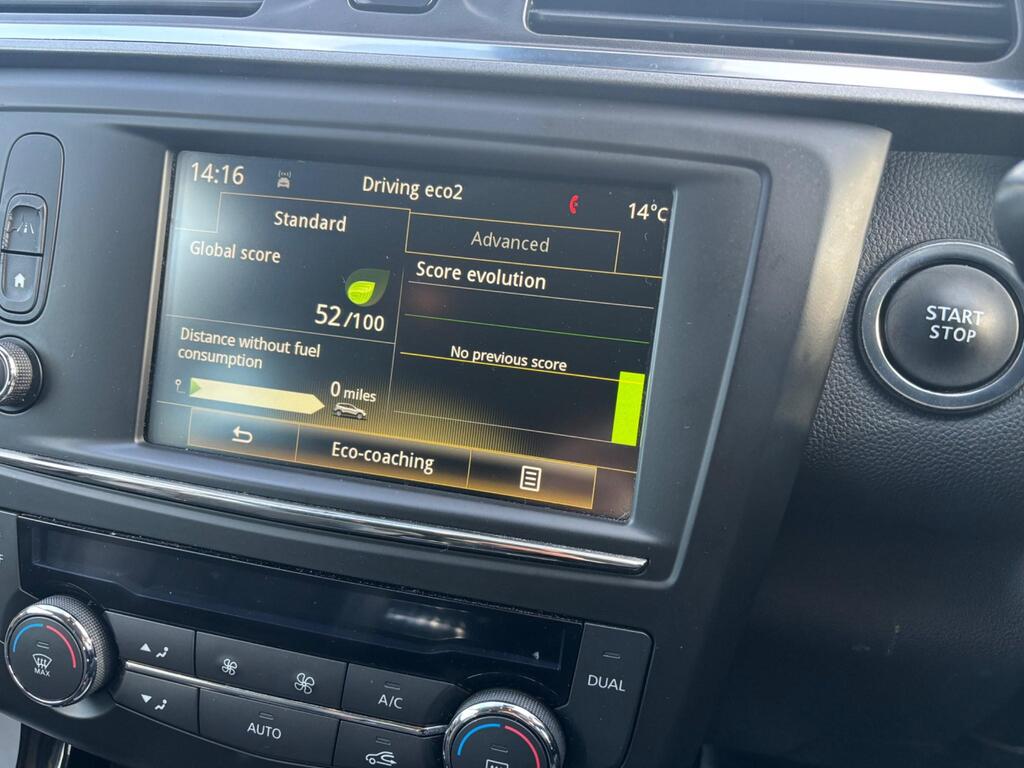 14:16
Driving eco2
14°C
Standard
Advanced
Global score
52/100
Score evolution
No previous score
Distance without fuel
consumption
0 miles
Eco-coaching
START
STOP
MAX
A/C
AUTO
DUAL